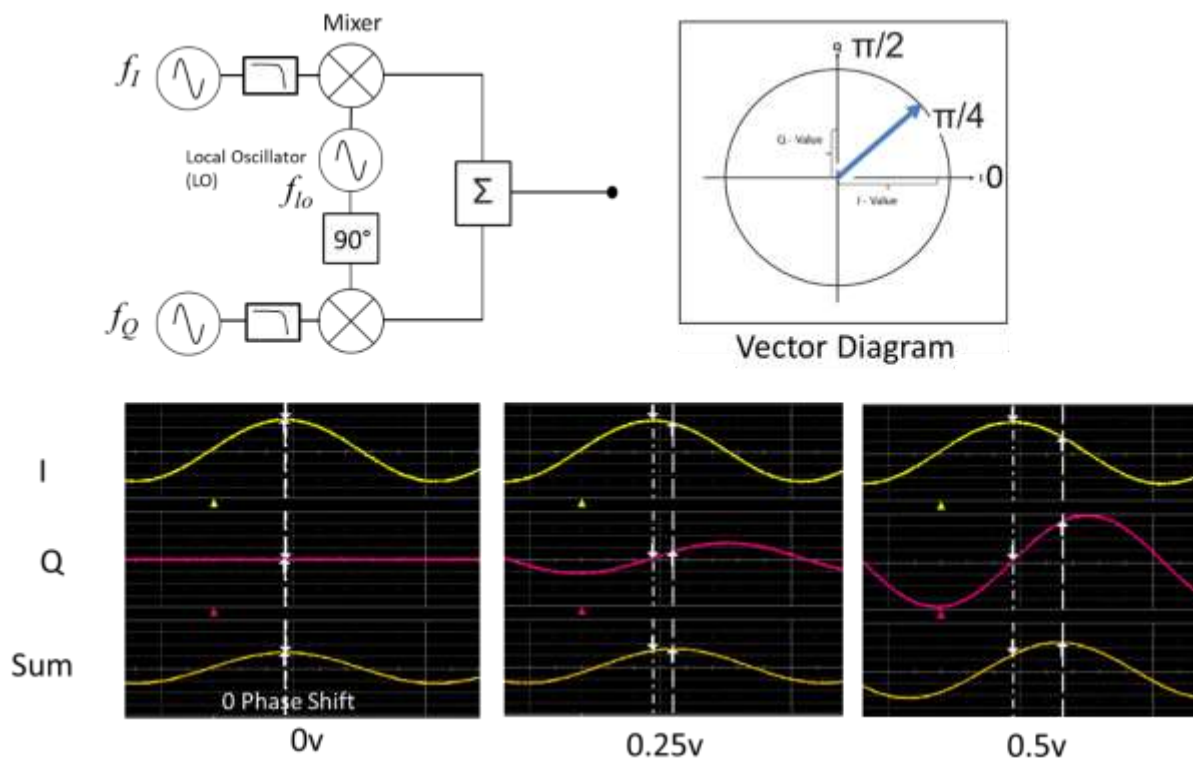 Mixer
f_I
Local Oscillator
(LO)
f_lo
90°
Σ
f_Q
Q
π/2
π/4
Q - Value
I
0
I - Value
Vector Diagram
I
Q
Sum
0 Phase Shift
0v
0.25v
0.5v